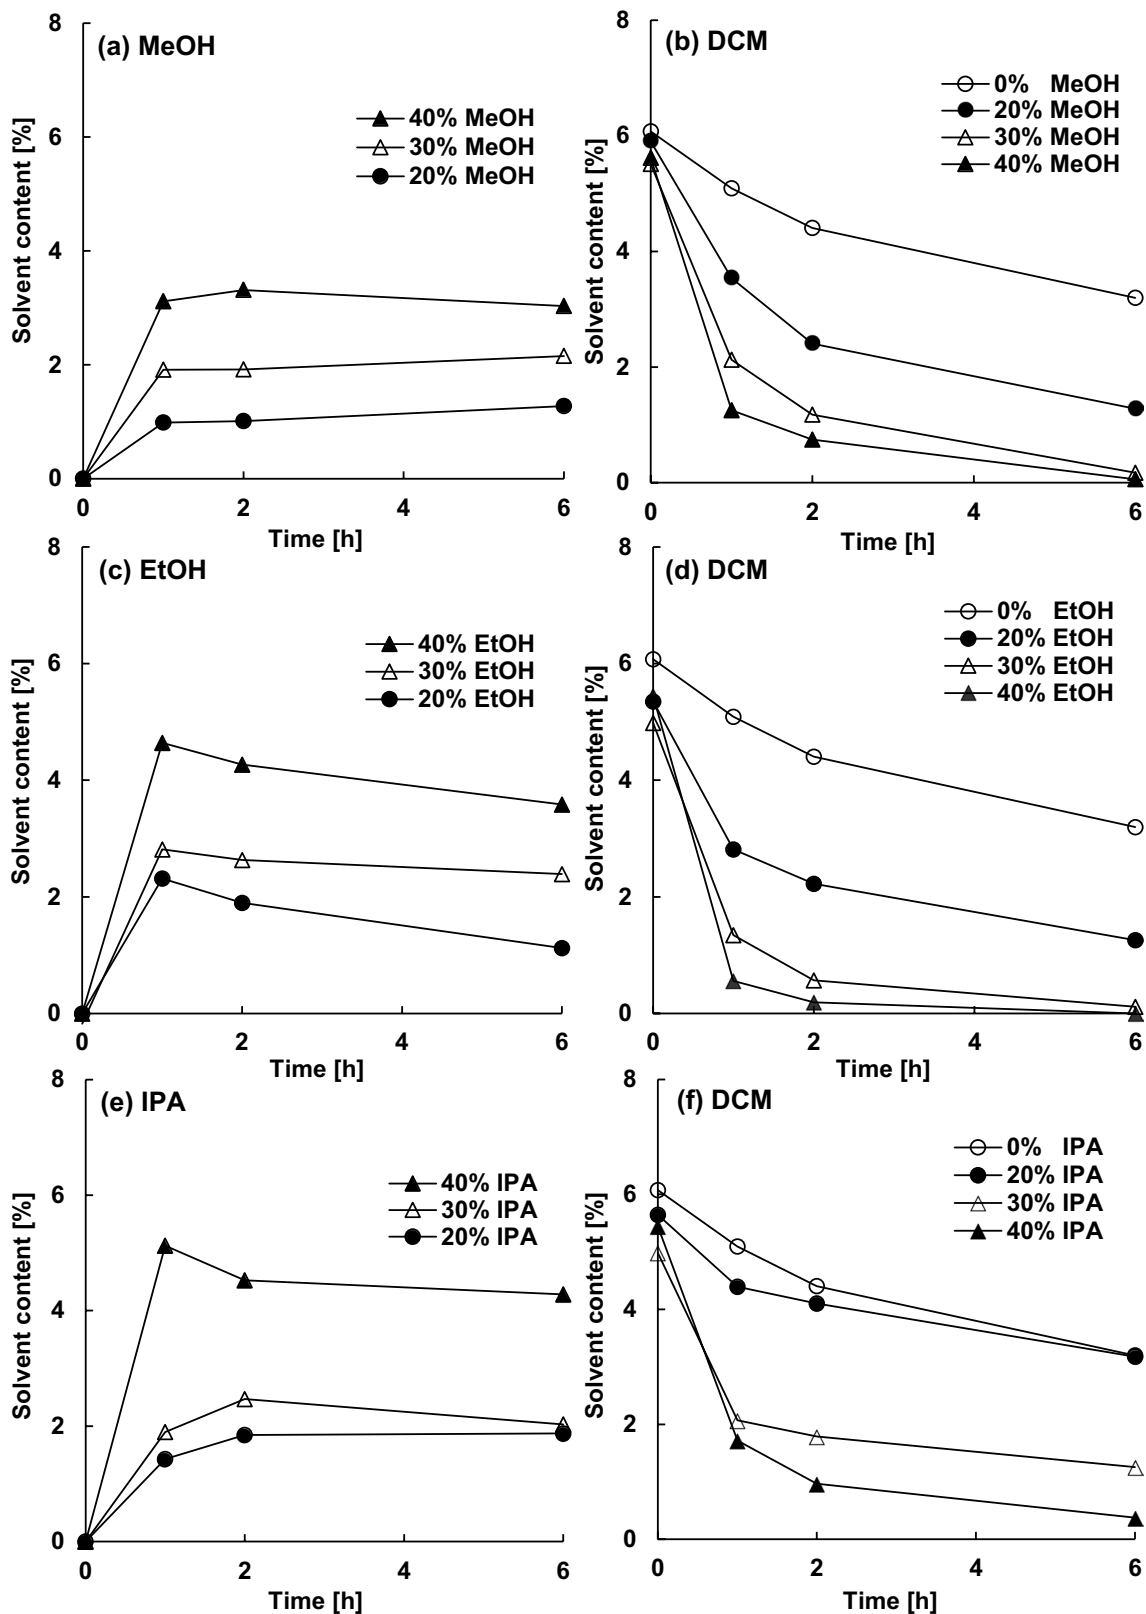 (a) MeOH
Solvent content [%]
8
6
4
2
0
40% MeOH
30% MeOH
20% MeOH
0 2 4 6
Time [h]
(b) DCM
Solvent content [%]
8
6
4
2
0
0% MeOH
20% MeOH
30% MeOH
40% MeOH
0 2 4 6
Time [h]
(c) EtOH
Solvent content [%]
8
6
4
2
0
40% EtOH
30% EtOH
20% EtOH
0 2 4 6
Time [h]
(d) DCM
Solvent content [%]
8
6
4
2
0
0% EtOH
20% EtOH
30% EtOH
40% EtOH
0 2 4 6
Time [h]
(e) IPA
Solvent content [%]
8
6
4
2
0
40% IPA
30% IPA
20% IPA
0 2 4 6
Time [h]
(f) DCM
Solvent content [%]
8
6
4
2
0
0% IPA
20% IPA
30% IPA
40% IPA
0 2 4 6
Time [h]